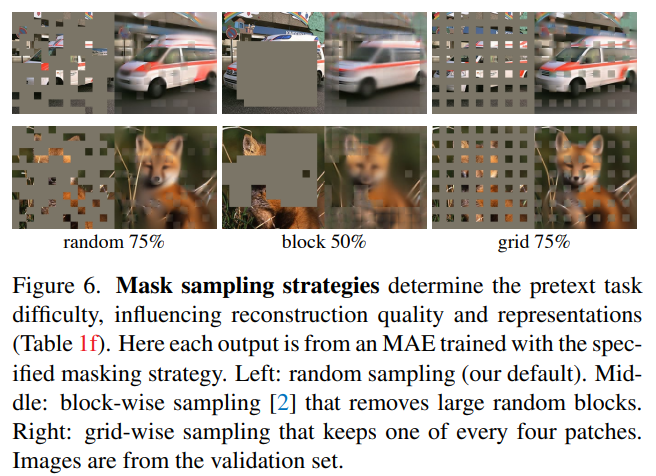 random 75%
block 50%
grid 75%
Figure 6. Mask sampling strategies determine the pretext task
difficulty, influencing reconstruction quality and representations
(Table 1f). Here each output is from an MAE trained with the spec-
ified masking strategy. Left: random sampling (our default). Mid-
dle: block-wise sampling [2] that removes large random blocks.
Right: grid-wise sampling that keeps one of every four patches.
Images are from the validation set.